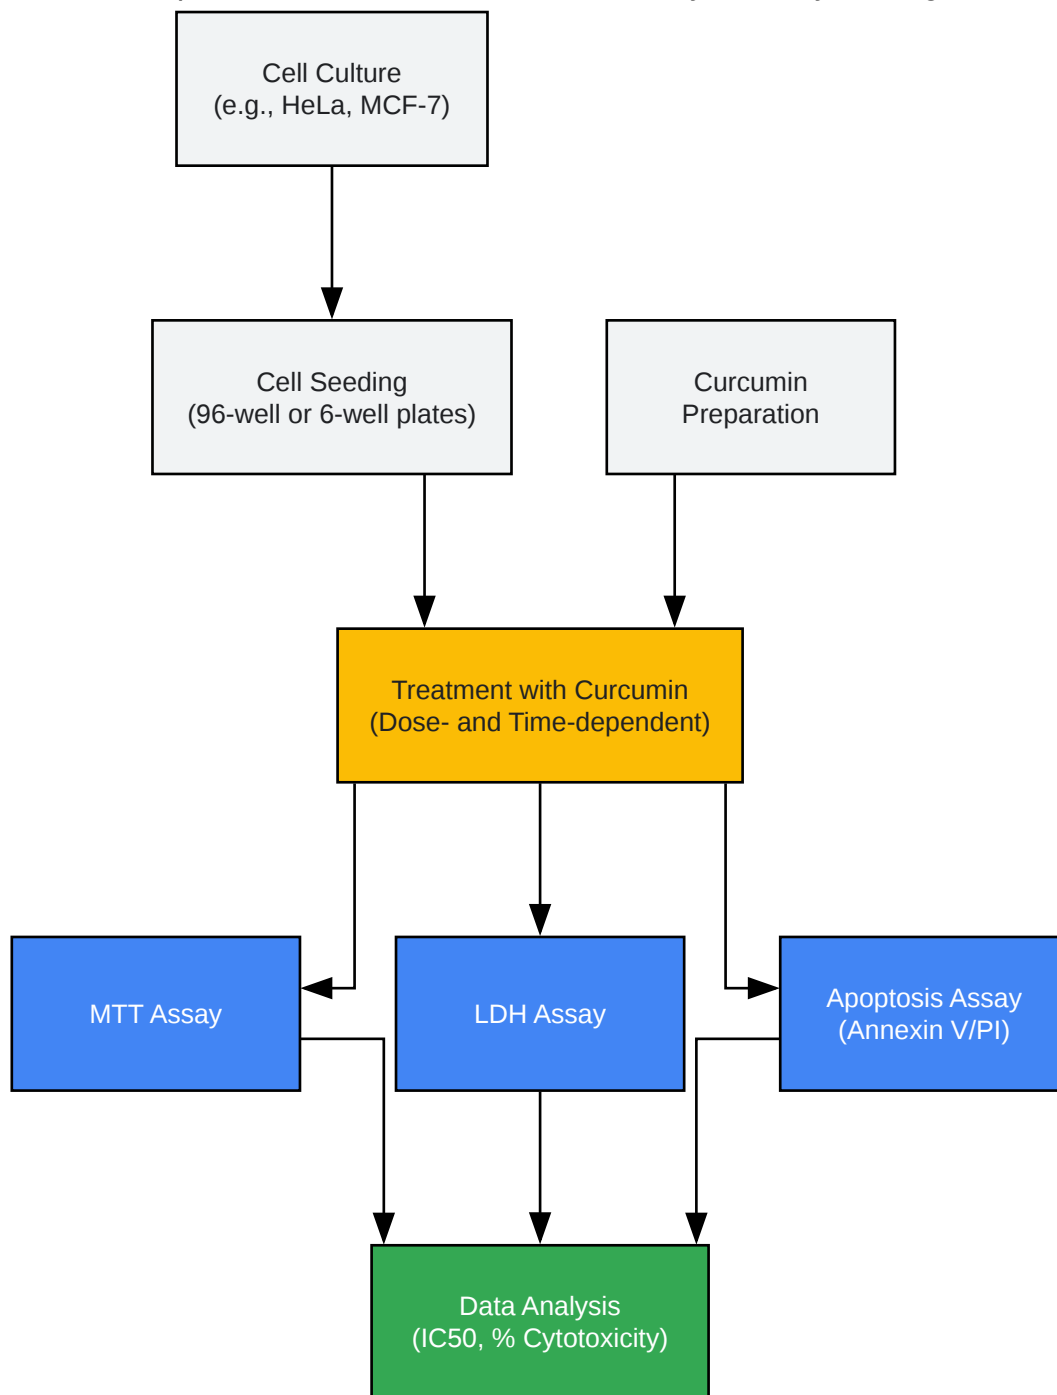 Cell Culture
(e.g., HeLa, MCF-7)
Cell Seeding
(96-well or 6-well plates)
Curcumin
Preparation
Treatment with Curcumin
(Dose- and Time-dependent)
MTT Assay
LDH Assay
Apoptosis Assay
(Annexin V/PI)
Data Analysis
(IC50, % Cytotoxicity)